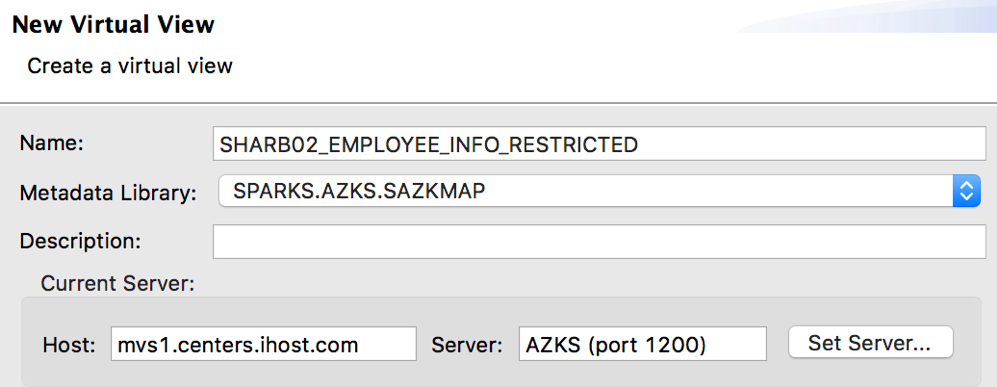 New Virtual View
Create a virtual view
Name: SHARB02_EMPLOYEE_INFO_RESTRICTED
Metadata Library: SPARKS.AZKS.SAZKMAP
Description:
Current Server:
Host: mvs1.centers.ihost.com Server: AZKS (port 1200) Set Server...